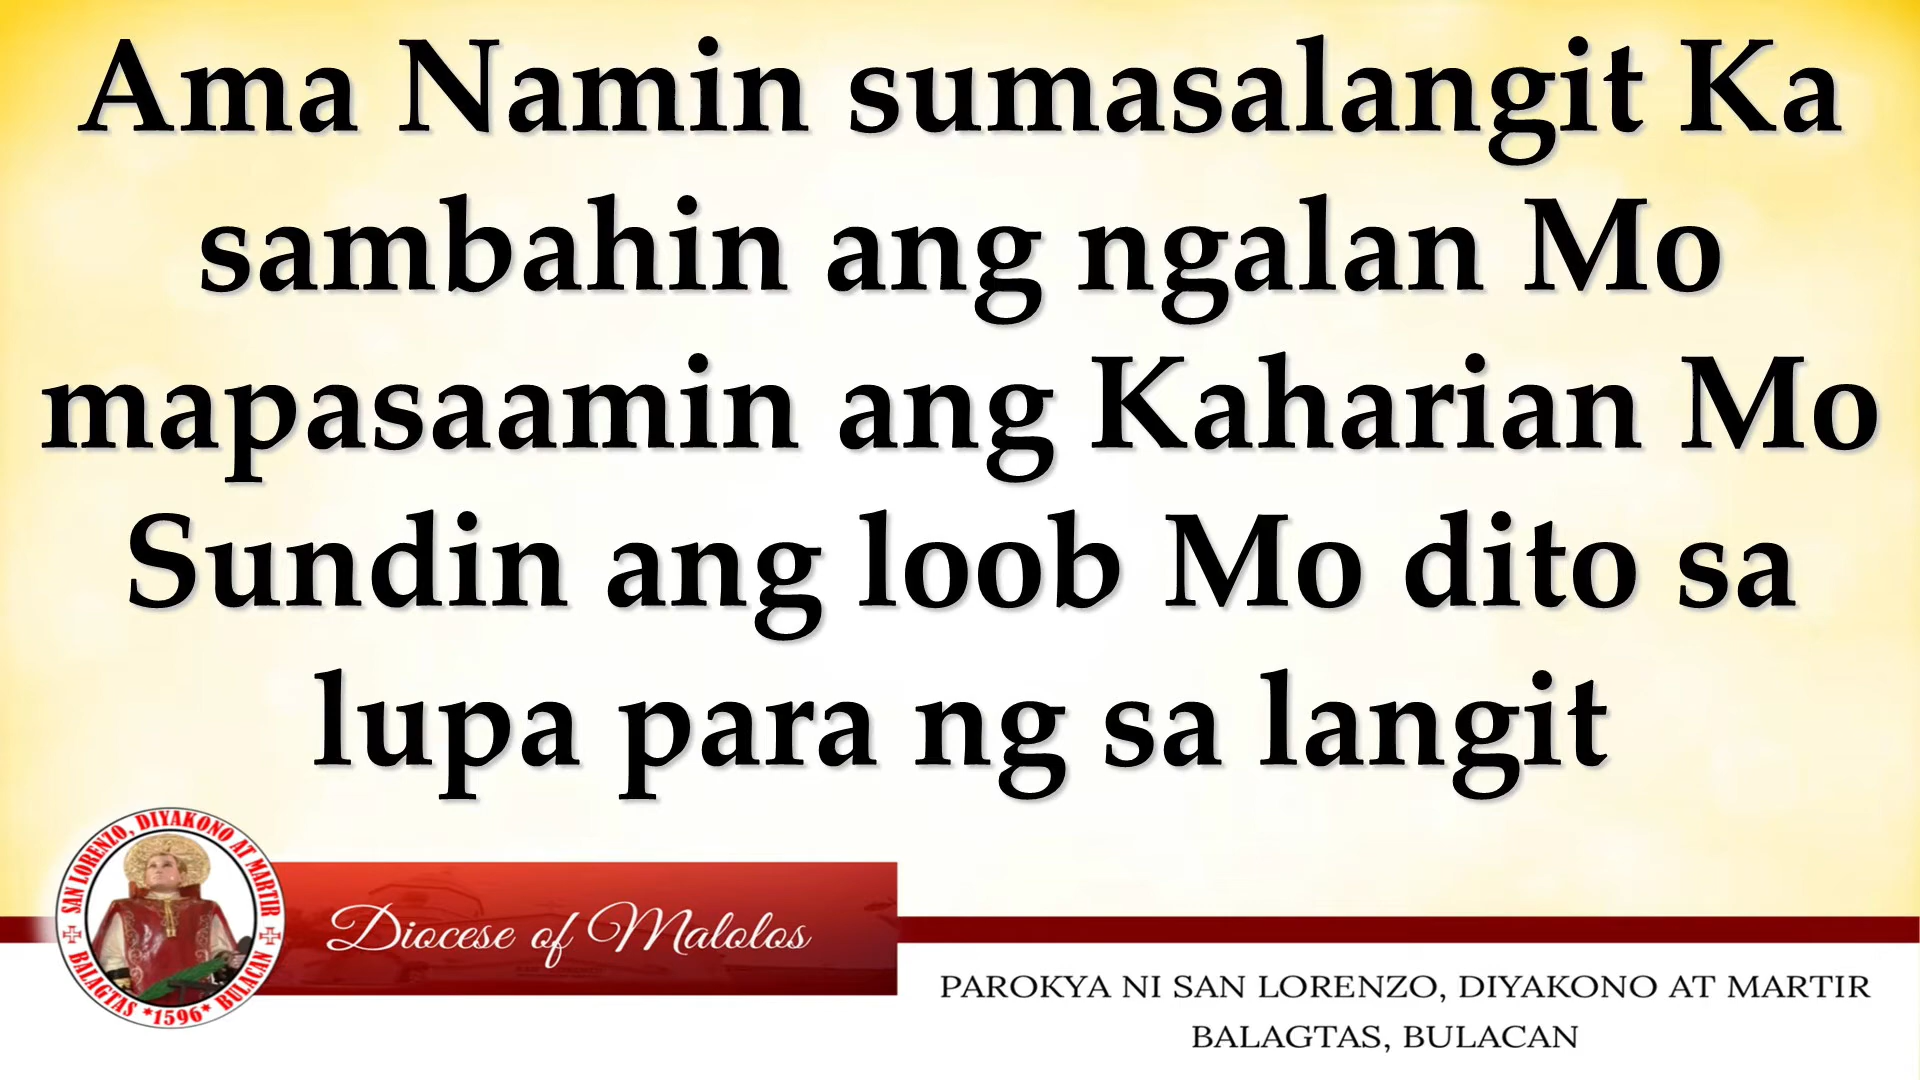 Ama Namin sumasalangit Ka
sambahin ang ngalan Mo
mapasaamin ang Kaharian Mo
Sundin ang loob Mo dito sa
lupa para ng sa langit
SAN LORENZO, DIYAKONO AT MARTIR
BALAGTAS *1596* BULACAN
Diocese of Malolos
PAROKYA NI SAN LORENZO, DIYAKONO AT MARTIR
BALAGTAS, BULACAN